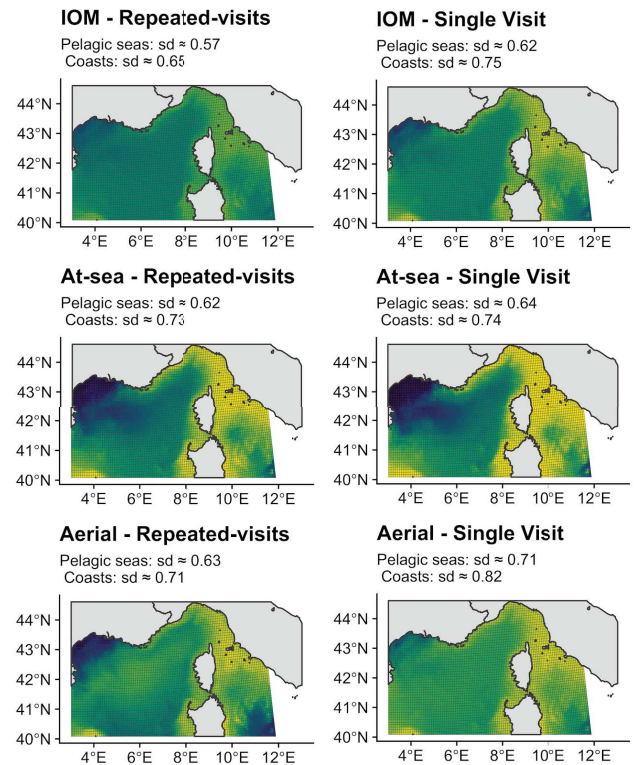 IOM - Repeated-visits
Pelagic seas: sd ≈ 0.57
Coasts: sd ≈ 0.65
44°N
43°N
42°N
41°N
40°N
4°E 6°E 8°E 10°E 12°E
IOM - Single Visit
Pelagic seas: sd ≈ 0.62
Coasts: sd ≈ 0.75
44°N
43°N
42°N
41°N
40°N
4°E 6°E 8°E 10°E 12°E
At-sea - Repeated-visits
Pelagic seas: sd ≈ 0.62
Coasts: sd ≈ 0.73
44°N
43°N
42°N
41°N
40°N
4°E 6°E 8°E 10°E 12°E
At-sea - Single Visit
Pelagic seas: sd ≈ 0.64
Coasts: sd ≈ 0.74
44°N
43°N
42°N
41°N
40°N
4°E 6°E 8°E 10°E 12°E
Aerial - Repeated-visits
Pelagic seas: sd ≈ 0.63
Coasts: sd ≈ 0.71
44°N
43°N
42°N
41°N
40°N
4°E 6°E 8°E 10°E 12°E
Aerial - Single Visit
Pelagic seas: sd ≈ 0.71
Coasts: sd ≈ 0.82
44°N
43°N
42°N
41°N
40°N
4°E 6°E 8°E 10°E 12°E